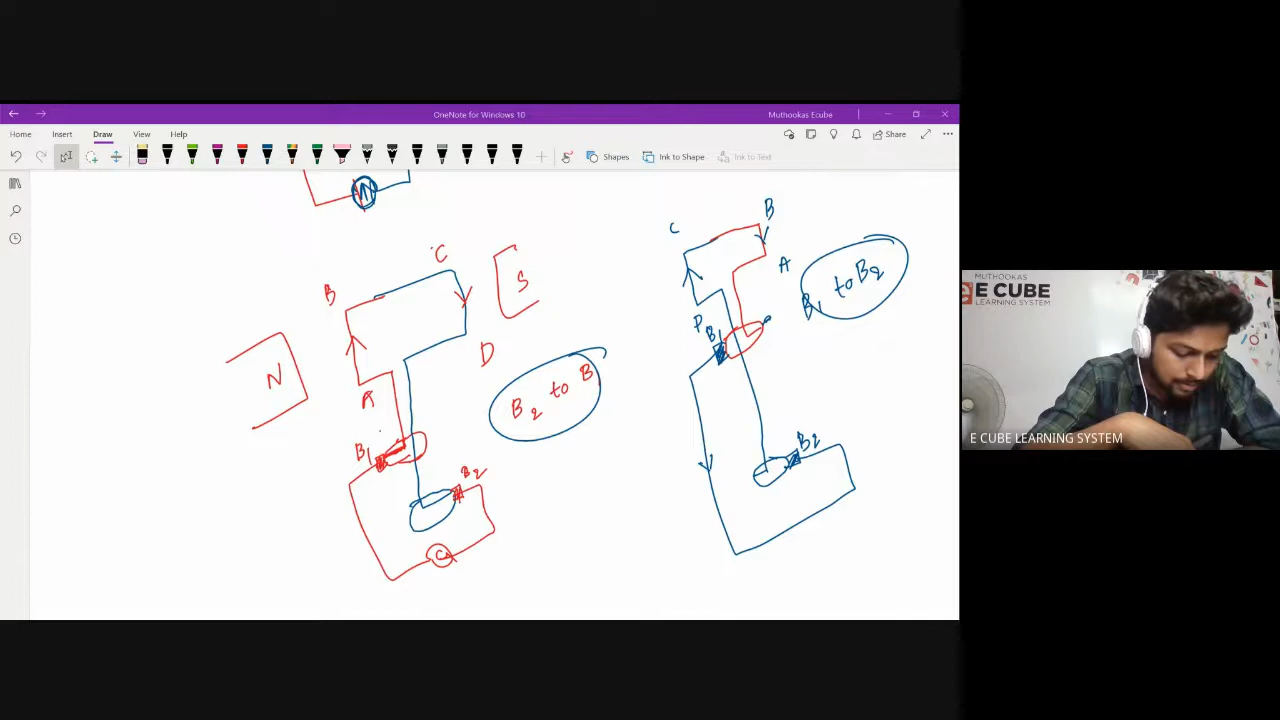 OneNote for Windows 10
Muthookas Ecube
Home Insert Draw View Help
Share
Shapes
Ink to Shape
Ink to Text
B
C
A
B1 to B2
C
S
B
P
B1
N
D
A
B2 to B1
B1
B2
B2
G
MUTHOOKAS
E CUBE
LEARNING SYSTEM
E CUBE LEARNING SYSTEM